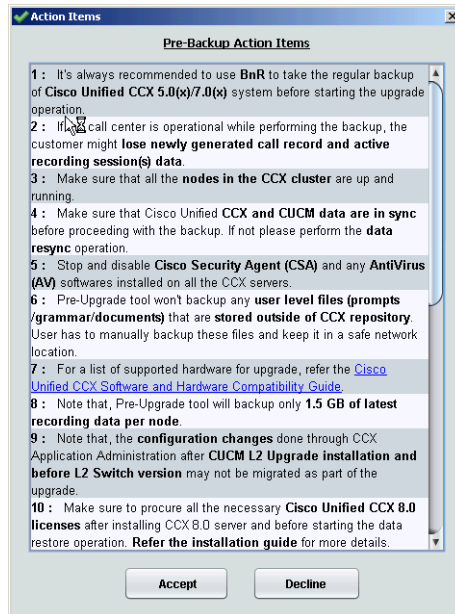 Action Items
Pre-Backup Action Items
1 : It's always recommended to use BnR to take the regular backup
of Cisco Unified CCX 5.0(x)/7.0(x) system before starting the upgrade
operation.
2 : If call center is operational while performing the backup, the
customer might lose newly generated call record and active
recording session(s) data.
3 : Make sure that all the nodes in the CCX cluster are up and
running.
4 : Make sure that Cisco Unified CCX and CUCM data are in sync
before proceeding with the backup. If not please perform the data
resync operation.
5 : Stop and disable Cisco Security Agent (CSA) and any AntiVirus
(AV) softwares installed on all the CCX servers.
6 : Pre-Upgrade tool won't backup any user level files (prompts
/grammar/documents) that are stored outside of CCX repository.
User has to manually backup these files and keep it in a safe network
location.
7 : For a list of supported hardware for upgrade, refer the Cisco
Unified CCX Software and Hardware Compatibility Guide.
8 : Note that, Pre-Upgrade tool will backup only 1.5 GB of latest
recording data per node.
9 : Note that, the configuration changes done through CCX
Application Administration after CUCM L2 Upgrade installation and
before L2 Switch version may not be migrated as part of the
upgrade.
10 : Make sure to procure all the necessary Cisco Unified CCX 8.0
licenses after installing CCX 8.0 server and before starting the data
restore operation. Refer the installation guide for more details.
Accept Decline